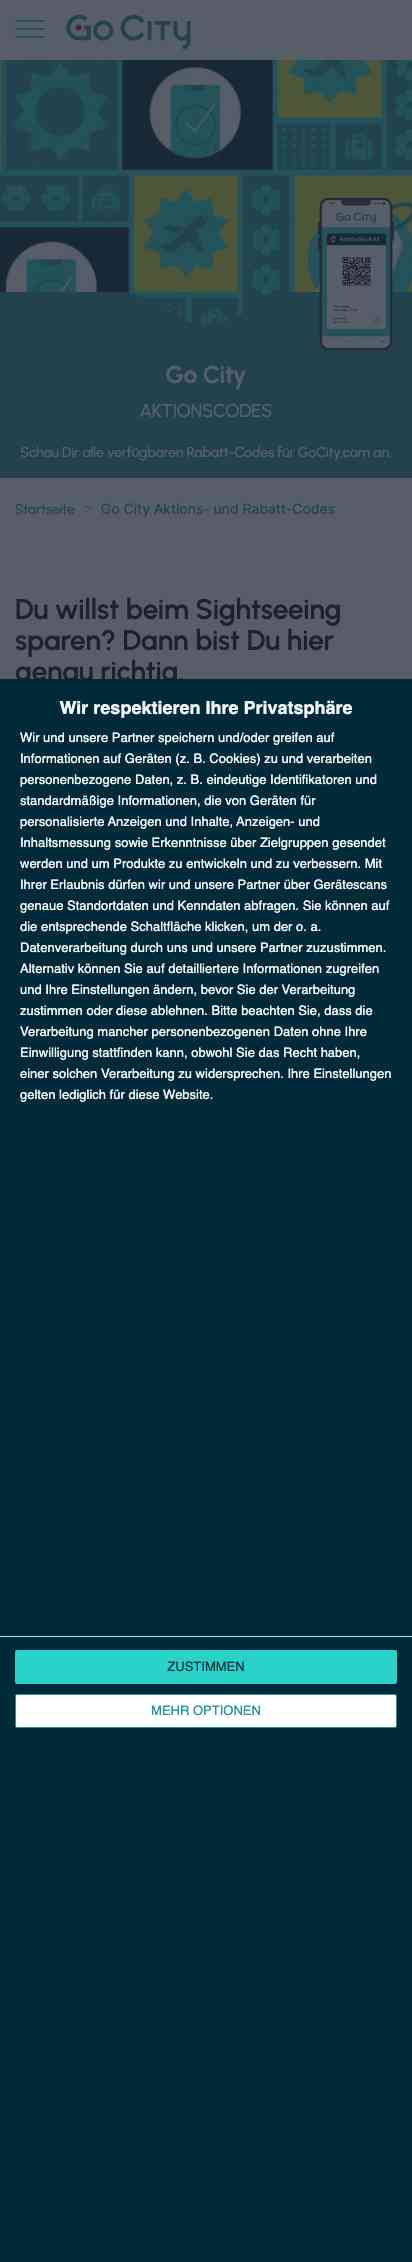 Go City
Go City
Go City
AKTIONSCODES
Schau Dir alle verfügbaren Rabatt-Codes für GoCity.com an.
Startseite > Go City Aktions- und Rabatt-Codes
Du willst beim Sightseeing
sparen? Dann bist Du hier
genau richtig.
Wir respektieren Ihre Privatsphäre
Wir und unsere Partner speichern und/oder greifen auf
Informationen auf Geräten (z. B. Cookies) zu und verarbeiten
personenbezogene Daten, z. B. eindeutige Identifikatoren und
standardmäßige Informationen, die von Geräten für
personalisierte Anzeigen und Inhalte, Anzeigen- und
Inhaltsmessung sowie Erkenntnisse über Zielgruppen gesendet
werden und um Produkte zu entwickeln und zu verbessern. Mit
Ihrer Erlaubnis dürfen wir und unsere Partner über Gerätescans
genaue Standortdaten und Kenndaten abfragen. Sie können auf
die entsprechende Schaltfläche klicken, um der o. a.
Datenverarbeitung durch uns und unsere Partner zuzustimmen.
Alternativ können Sie auf detailliertere Informationen zugreifen
und Ihre Einstellungen ändern, bevor Sie der Verarbeitung
zustimmen oder diese ablehnen. Bitte beachten Sie, dass die
Verarbeitung mancher personenbezogenen Daten ohne Ihre
Einwilligung stattfinden kann, obwohl Sie das Recht haben,
einer solchen Verarbeitung zu widersprechen. Ihre Einstellungen
gelten lediglich für diese Website.
ZUSTIMMEN
MEHR OPTIONEN